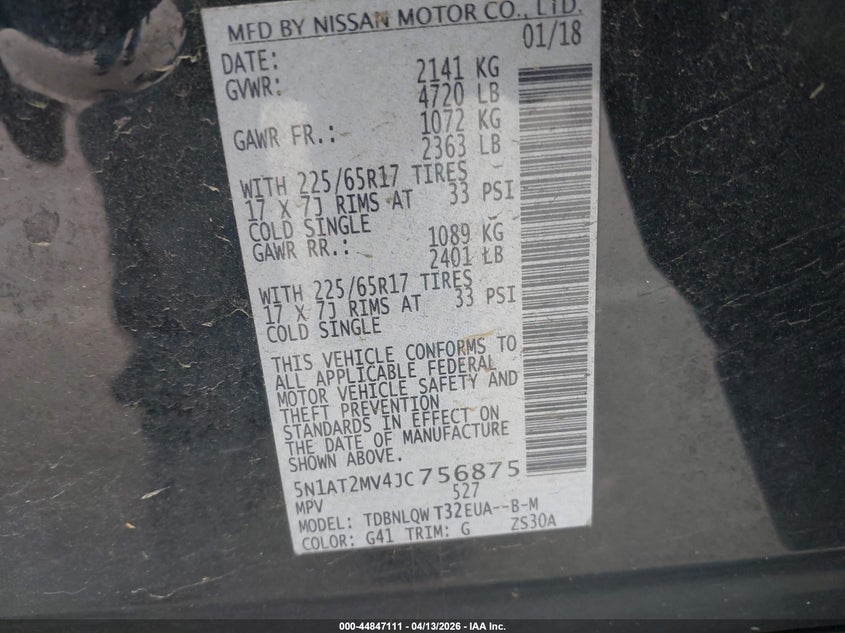 MFD BY NISSAN MOTOR CO., LTD.
DATE: 01/18
GVWR: 2141 KG
4720 LB
GAWR FR.: 1072 KG
2363 LB
WITH 225/65R17 TIRES
17 X 7J RIMS AT 33 PSI
COLD SINGLE
GAWR RR.: 1089 KG
2401 LB
WITH 225/65R17 TIRES
17 X 7J RIMS AT 33 PSI
COLD SINGLE
THIS VEHICLE CONFORMS TO
ALL APPLICABLE FEDERAL
MOTOR VEHICLE SAFETY AND
THEFT PREVENTION
STANDARDS IN EFFECT ON
THE DATE OF MANUFACTURE
SHOWN ABOVE.
5N1AT2MV4JC756875
MPV 527
MODEL: TDBNLQW T32EUA--B-M
COLOR: G41 TRIM: G ZS30A
000-44847111 - 04/13/2026 - IAA Inc.